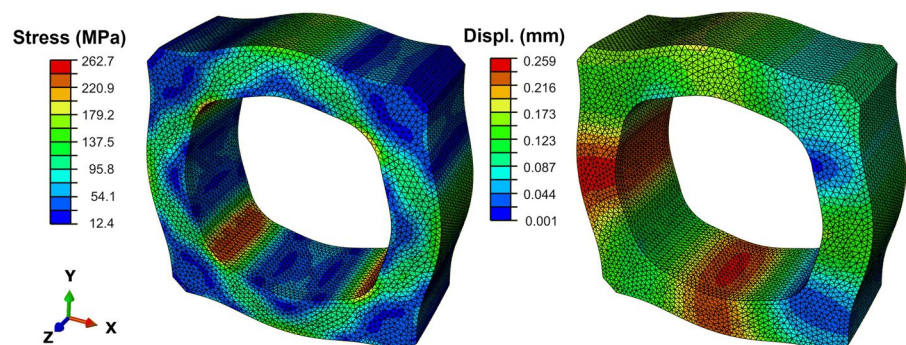 Stress (MPa)
262.7
220.9
179.2
137.5
95.8
54.1
12.4
Displ. (mm)
0.259
0.216
0.173
0.123
0.087
0.044
0.001
Y
Z
X